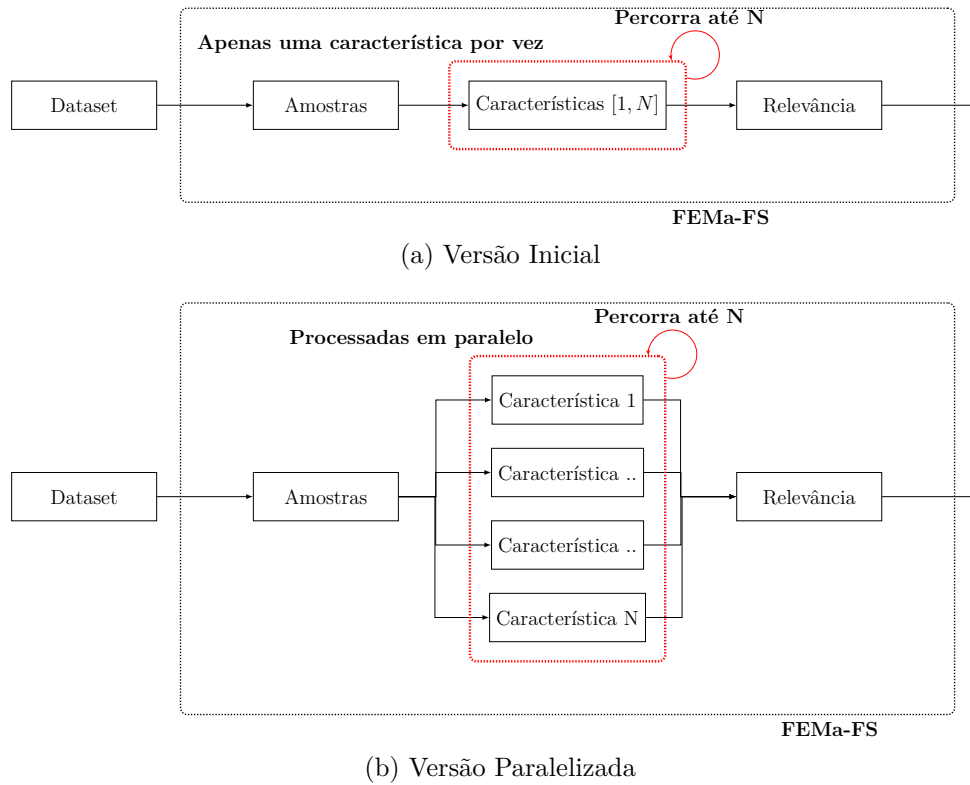 Percorra até N
Apenas uma característica por vez
Dataset
Amostras
Característícas [1, N]
Relevância
FEMa-FS
(a) Versão Inicial
Percorra até N
Processadas em paralelo
Característica 1
Característica ..
Dataset
Amostras
Relevância
Característica ..
Característica N
FEMa-FS
(b) Versão Paralelizada